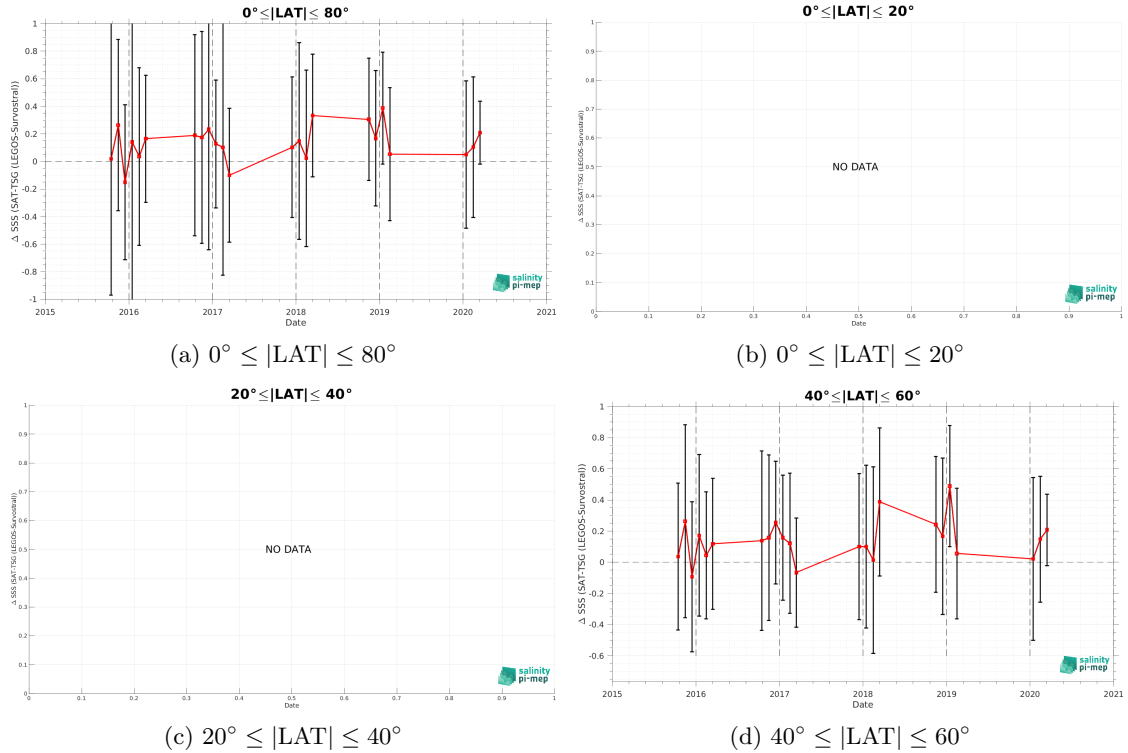 0°≤|LAT|≤ 80°
1
0.8
0.6
0.4
0.2
0
-0.2
-0.4
-0.6
-0.8
-1
Δ SSS (SAT-TSG (LEGOS-Survostral))
2015 2016 2017 2018 2019 2020 2021
Date
salinity
pi-mep
(a) 0° ≤ |LAT| ≤ 80°
0°≤|LAT|≤ 20°
1
0.9
0.8
0.7
0.6
0.5
0.4
0.3
0.2
0.1
0
Δ SSS (SAT-TSG (LEGOS-Survostral))
NO DATA
0 0.1 0.2 0.3 0.4 0.5 0.6 0.7 0.8 0.9 1
Date
salinity
pi-mep
(b) 0° ≤ |LAT| ≤ 20°
20°≤|LAT|≤ 40°
1
0.9
0.8
0.7
0.6
0.5
0.4
0.3
0.2
0.1
0
Δ SSS (SAT-TSG (LEGOS-Survostral))
NO DATA
0 0.1 0.2 0.3 0.4 0.5 0.6 0.7 0.8 0.9 1
Date
salinity
pi-mep
(c) 20° ≤ |LAT| ≤ 40°
40°≤|LAT|≤ 60°
1
0.8
0.6
0.4
0.2
0
-0.2
-0.4
-0.6
Δ SSS (SAT-TSG (LEGOS-Survostral))
2015 2016 2017 2018 2019 2020 2021
Date
salinity
pi-mep
(d) 40° ≤ |LAT| ≤ 60°